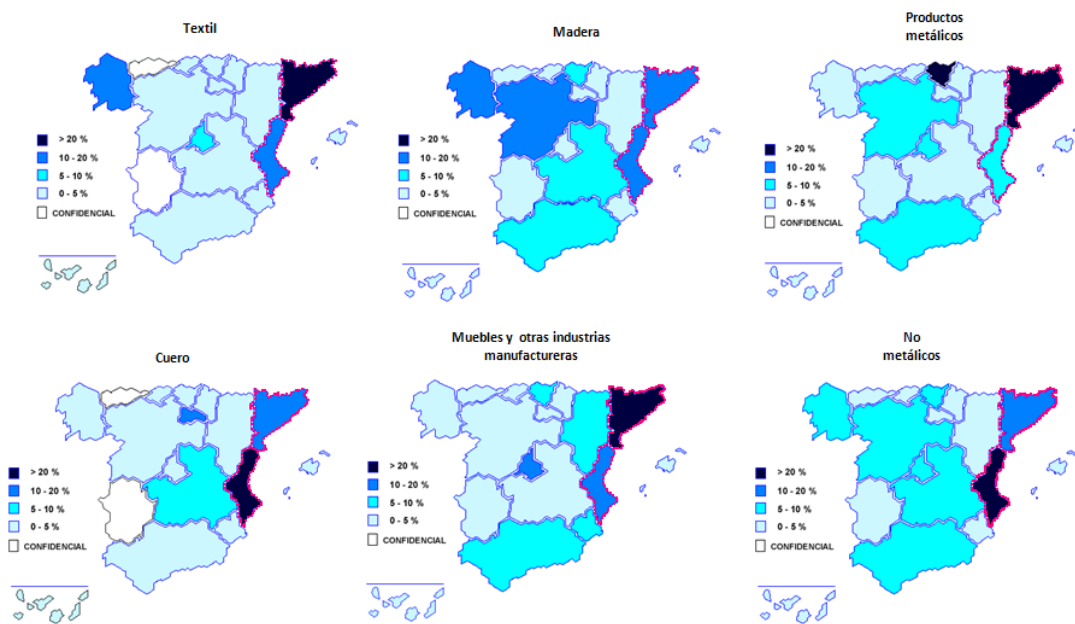 Textil
> 20 %
10 - 20 %
5 - 10 %
0 - 5 %
CONFIDENCIAL
Madera
> 20 %
10 - 20 %
5 - 10 %
0 - 5 %
CONFIDENCIAL
Productos
metálicos
> 20 %
10 - 20 %
5 - 10 %
0 - 5 %
CONFIDENCIAL
Cuero
> 20 %
10 - 20 %
5 - 10 %
0 - 5 %
CONFIDENCIAL
Muebles y otras industrias
manufactureras
> 20 %
10 - 20 %
5 - 10 %
0 - 5 %
CONFIDENCIAL
No
metálicos
> 20 %
10 - 20 %
5 - 10 %
0 - 5 %
CONFIDENCIAL